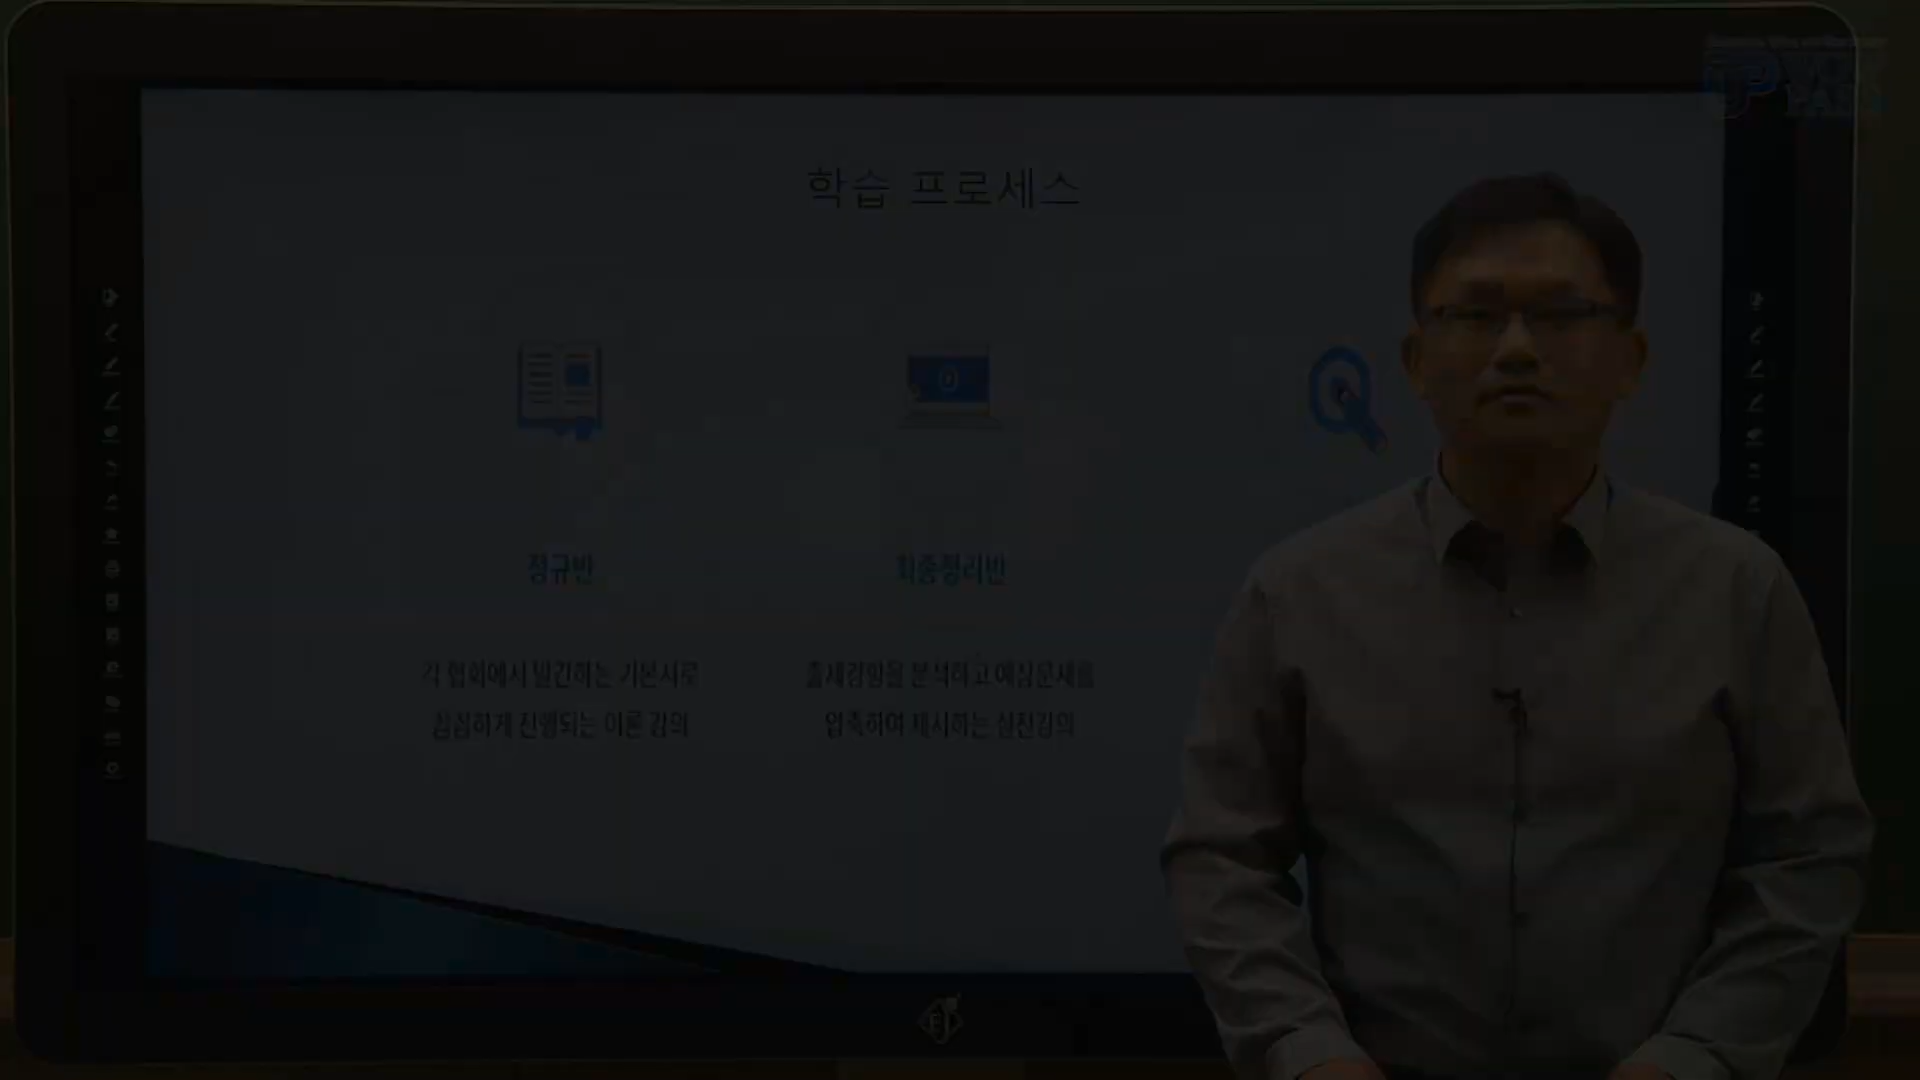 학습 프로세스
정규반
최종정리반
각 협회에서 발간하는 기본서로
꼼꼼하게 진행되는 이론 강의
출제경향을 분석하고 예상문제를
압축하여 제시하는 실전강의